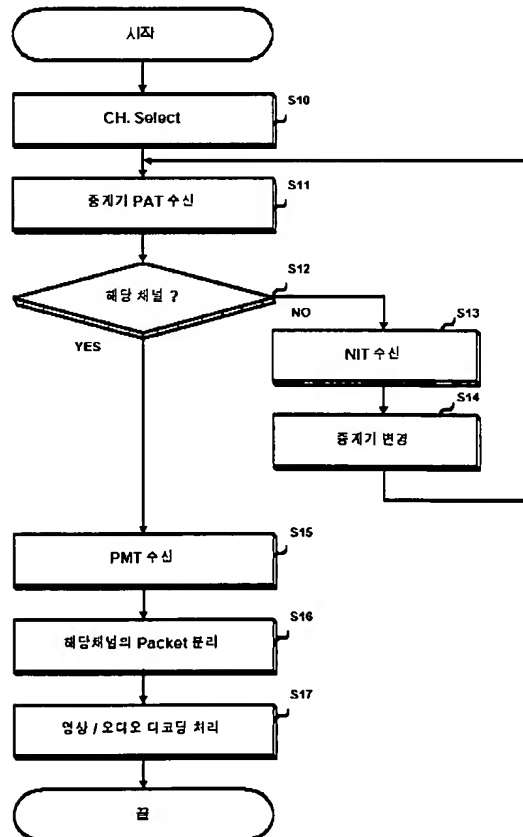 시작
S10
CH. Select
S11
중계기 PAT 수신
S12
해당 채널 ?
NO
YES
S13
NIT 수신
S14
중계기 변경
S15
PMT 수신
S16
해당채널의 Packet 분리
S17
영상 / 오디오 디코딩 처리
끝